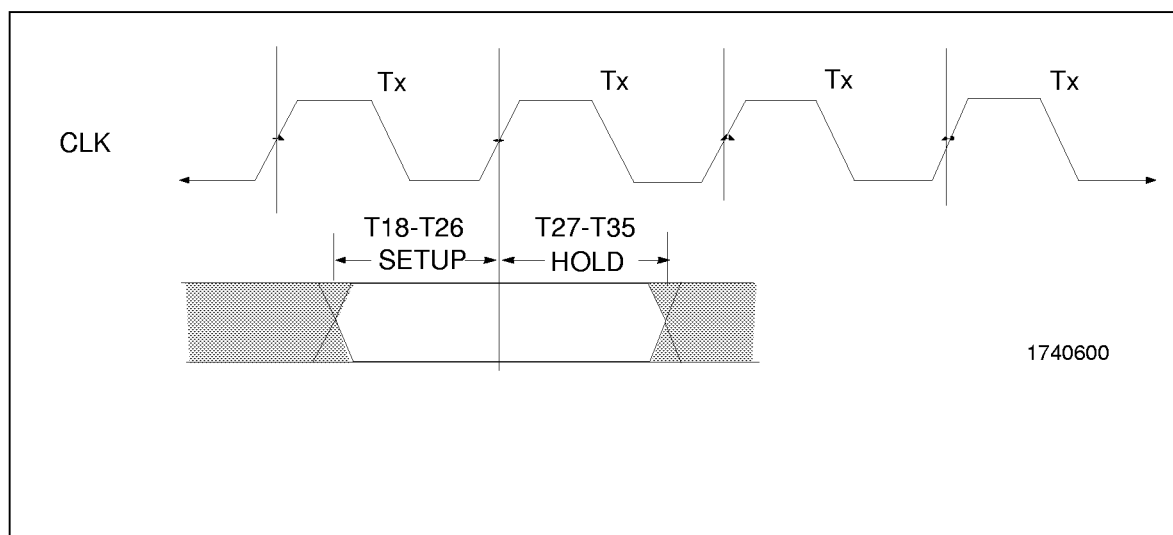 Tx Tx Tx Tx
CLK
T18-T26 T27-T35
SETUP HOLD
1740600